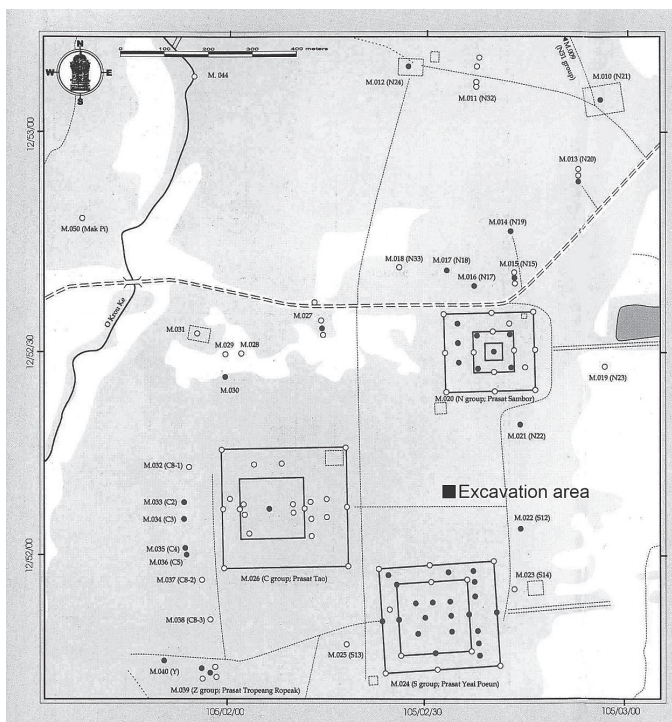 N
W E
S
0 100 200 300 400 meters
M. 044
M.012 (N24)
M.011 (N32)
M.009 (group 1SN)
M.010 (N21)
12/53/00
M.013 (N20)
M.050 (Mak Pi)
M.014 (N19)
M.018 (N33)
M.017 (N18)
M.015 (N15)
M.016 (N17)
Krou Ke
M.027
M.031
M.029
M.028
12/52/30
M.030
M.019 (N23)
M.020 (N group; Prasat Sambor)
M.021 (N22)
M.032 (C8-1)
Excavation area
M.033 (C2)
M.034 (C3)
M.022 (S12)
M.035 (C4)
M.036 (C5)
12/52/00
M.037 (C8-2)
M.026 (C group; Prasat Tao)
M.023 (S14)
M.038 (C8-3)
M.025 (S13)
M.040 (Y)
M.039 (Z group; Prasat Tropeang Ropeak)
M.024 (S group; Prasat Yeai Poeun)
105/02/00
105/02/30
105/03/00